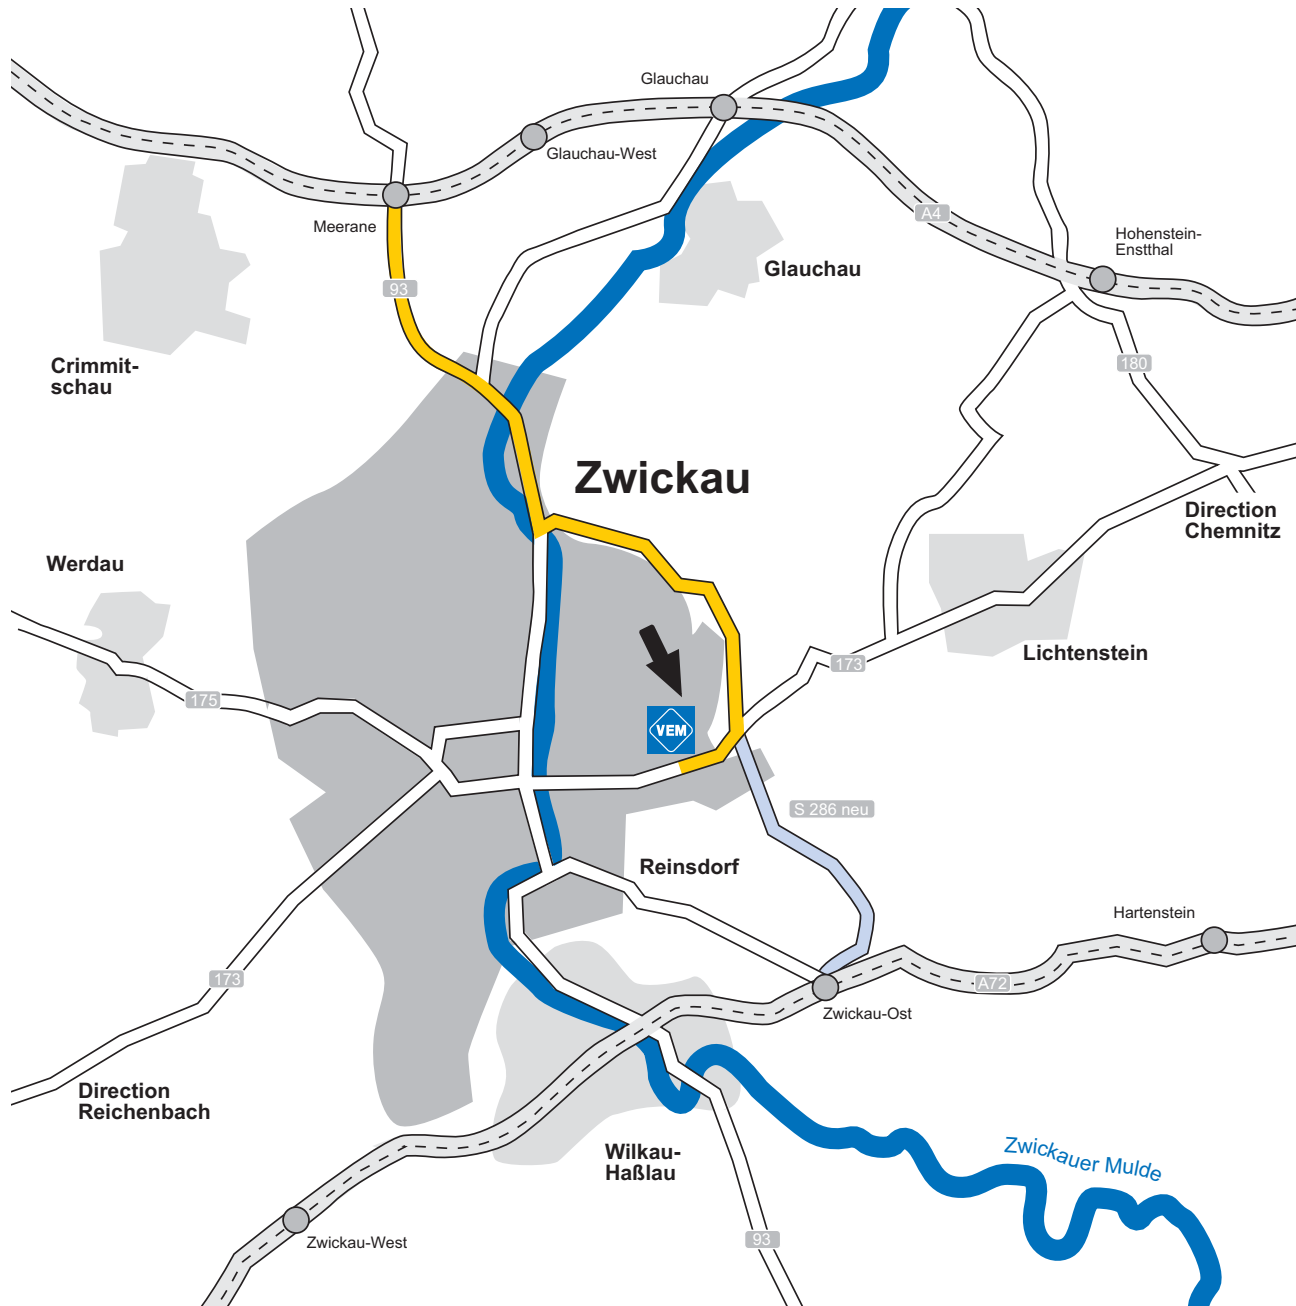 Glauchau
Glauchau-West
Meerane
A4
Hohenstein-
Enstthal
Glauchau
93
Crimmit-
schau
180
Zwickau
Direction
Chemnitz
Werdau
Lichtenstein
173
175
VEM
S 286 neu
Reinsdorf
Hartenstein
173
A72
Zwickau-Ost
Direction
Reichenbach
Wilkau-
Haßlau
Zwickauer Mulde
Zwickau-West
93